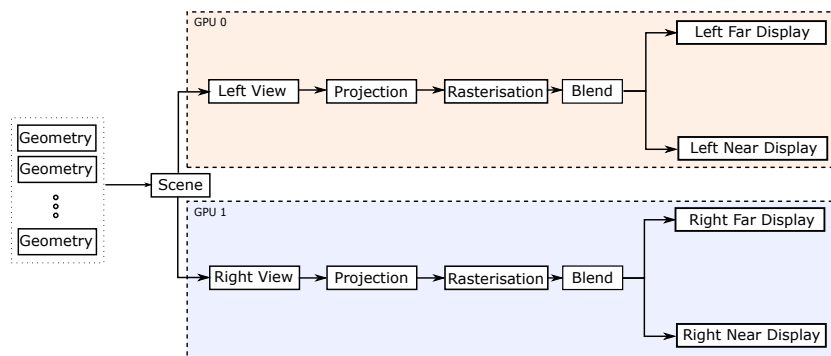 GPU 0
Left Far Display
Left View
Projection
Rasterisation
Blend
Left Near Display
Geometry
Geometry
Geometry
Scene
GPU 1
Right Far Display
Right View
Projection
Rasterisation
Blend
Right Near Display